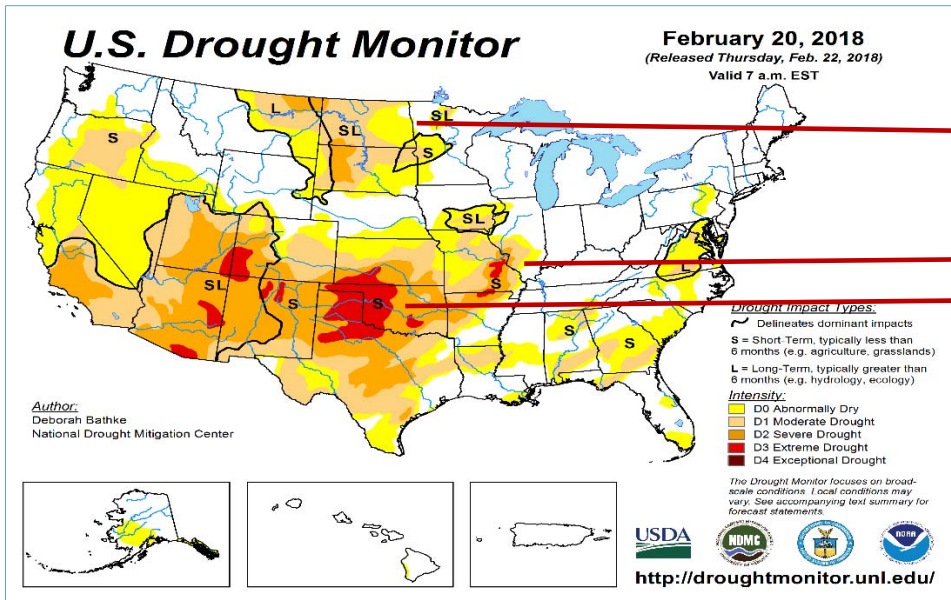 U.S. Drought Monitor
February 20, 2018
(Released Thursday, Feb. 22, 2018)
Valid 7 a.m. EST
L
SL
SL
S
S
SL
SL
S
S
S
L
S
S
Drought Impact Types:
Delineates dominant impacts
S = Short-Term, typically less than
6 months (e.g. agriculture, grasslands)
L = Long-Term, typically greater than
6 months (e.g. hydrology, ecology)
Intensity:
D0 Abnormally Dry
D1 Moderate Drought
D2 Severe Drought
D3 Extreme Drought
D4 Exceptional Drought
Author:
Deborah Bathke
National Drought Mitigation Center
The Drought Monitor focuses on broad-
scale conditions. Local conditions may
vary. See accompanying text summary for
forecast statements.
USDA
NDMC
NOAA
http://droughtmonitor.unl.edu/